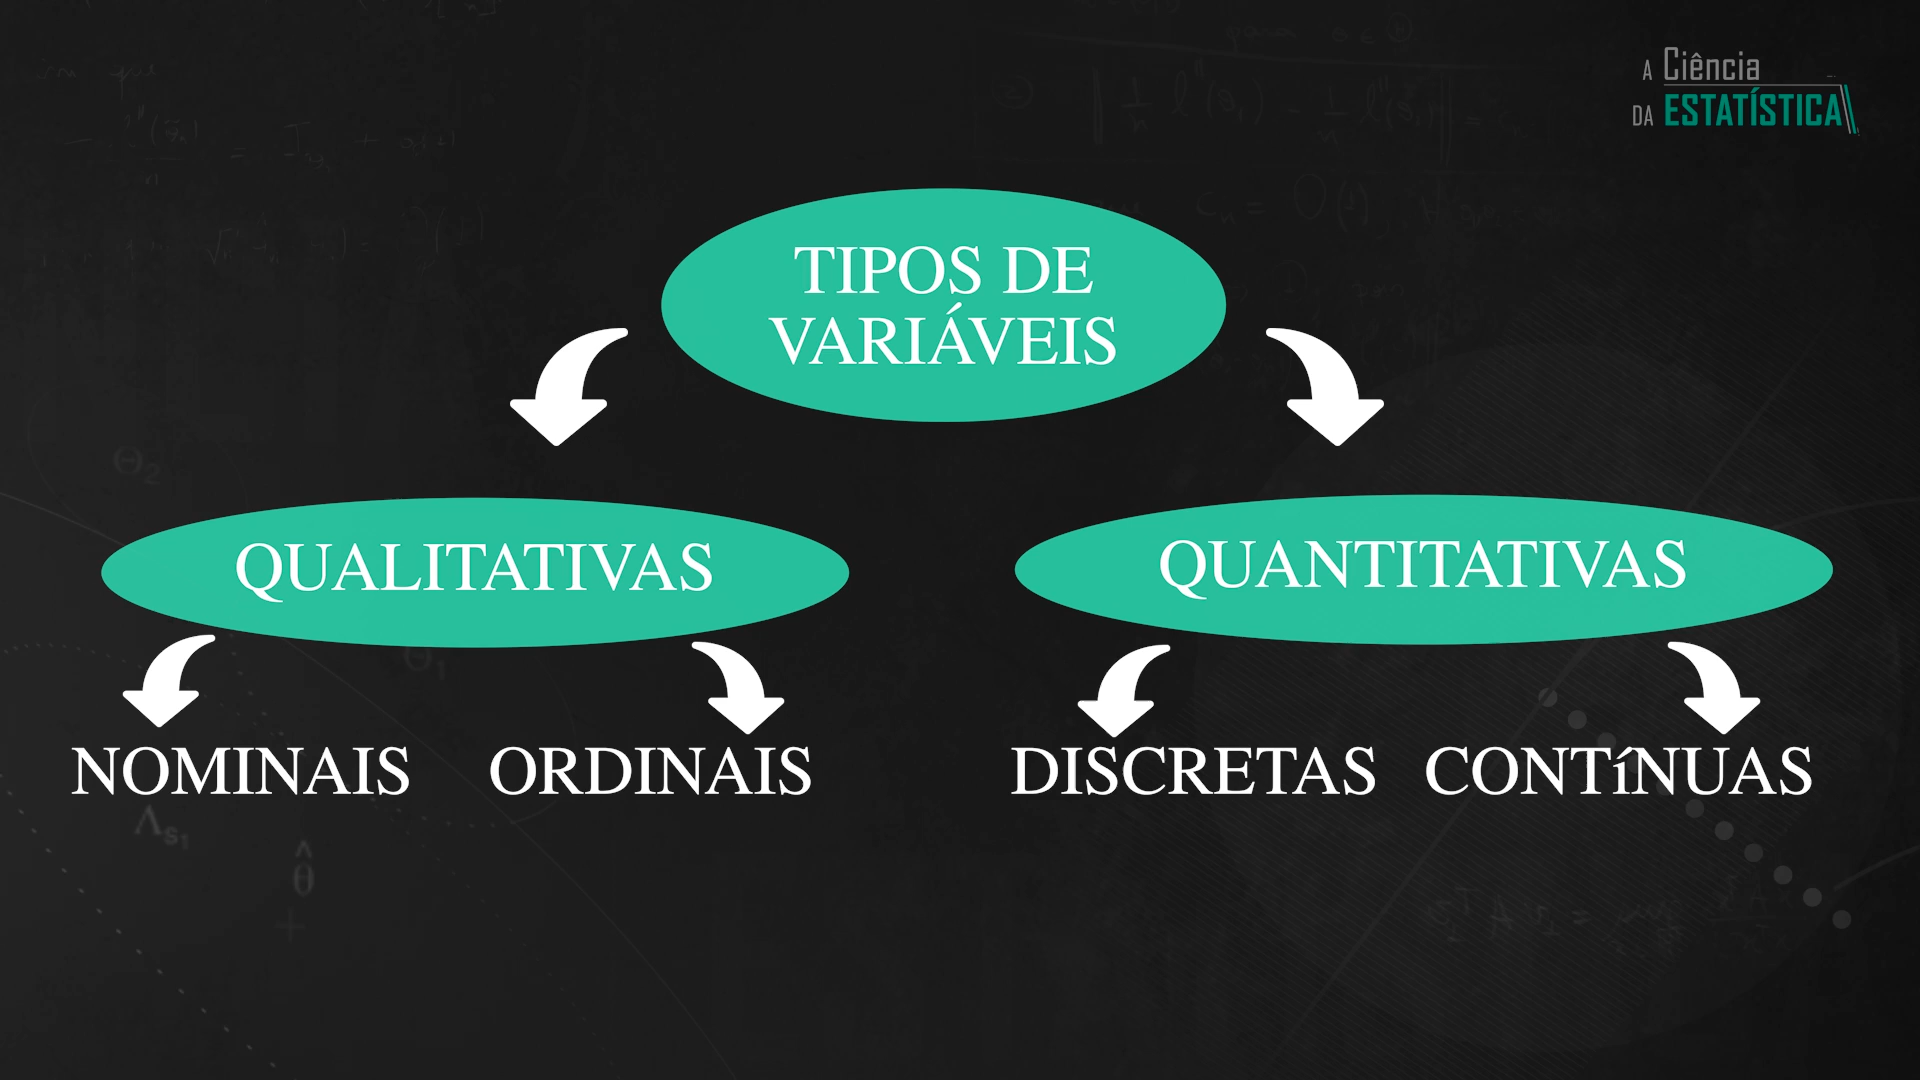 A Ciência
DA ESTATÍSTICA
TIPOS DE
VARIÁVEIS
QUALITATIVAS
QUANTITATIVAS
NOMINAIS
ORDINAIS
DISCRETAS
CONTíNUAS